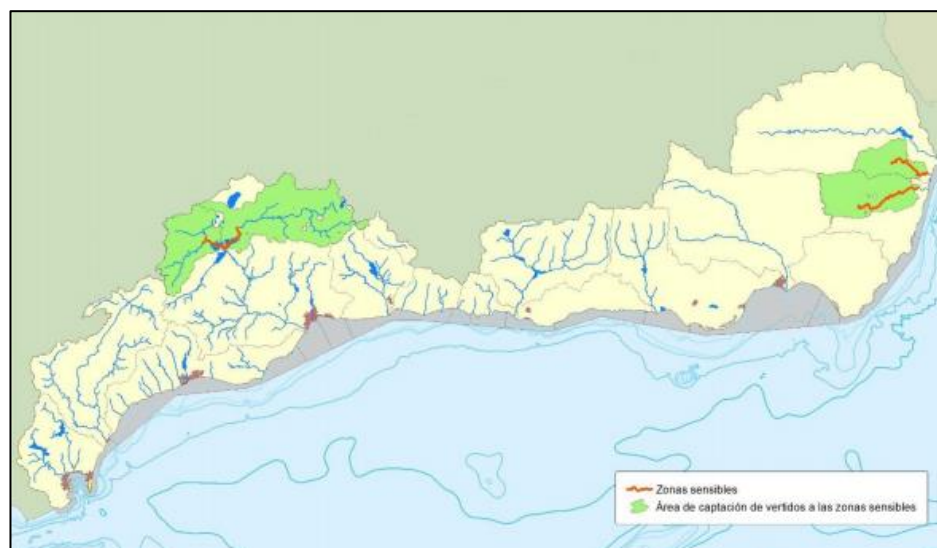 Zonas sensibles
Área de captación de vertidos a las zonas sensibles